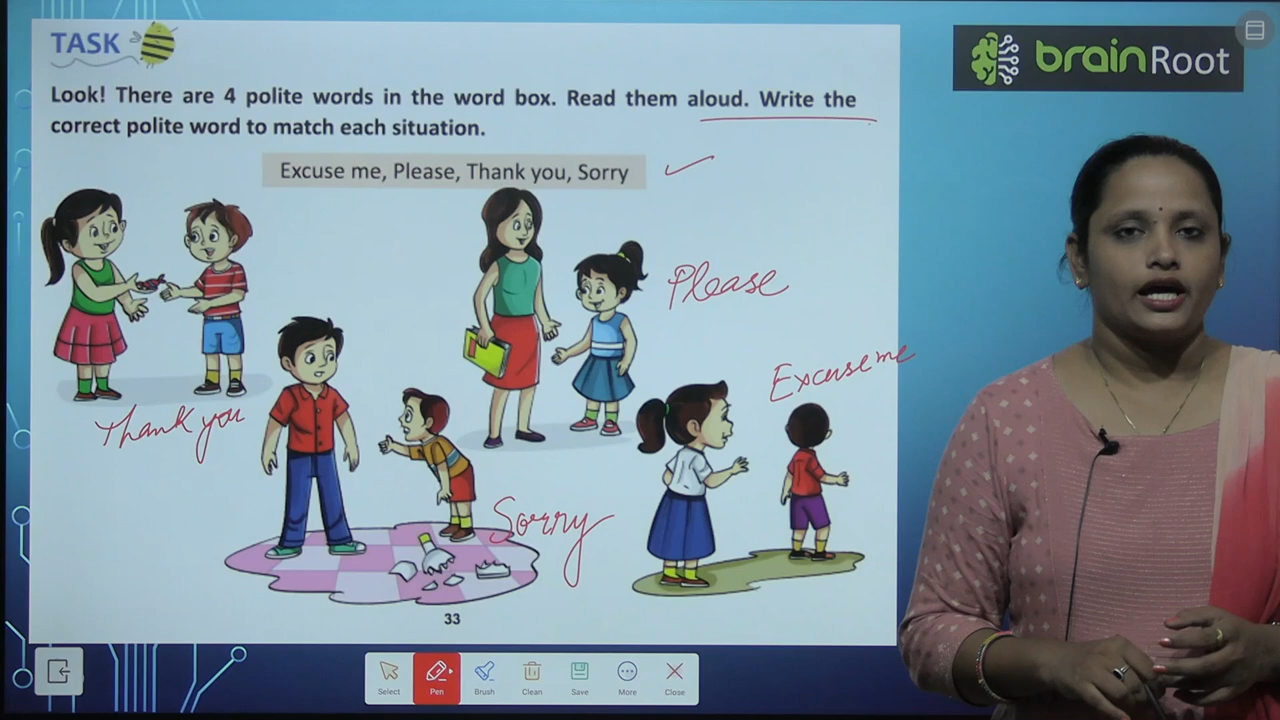 TASK
brainRoot
Look! There are 4 polite words in the word box. Read them aloud. Write the
correct polite word to match each situation.
Excuse me, Please, Thank you, Sorry
Please
Excuse me
Thank you
Sorry
33
Select
Pen
Brush
Clean
Save
More
Close